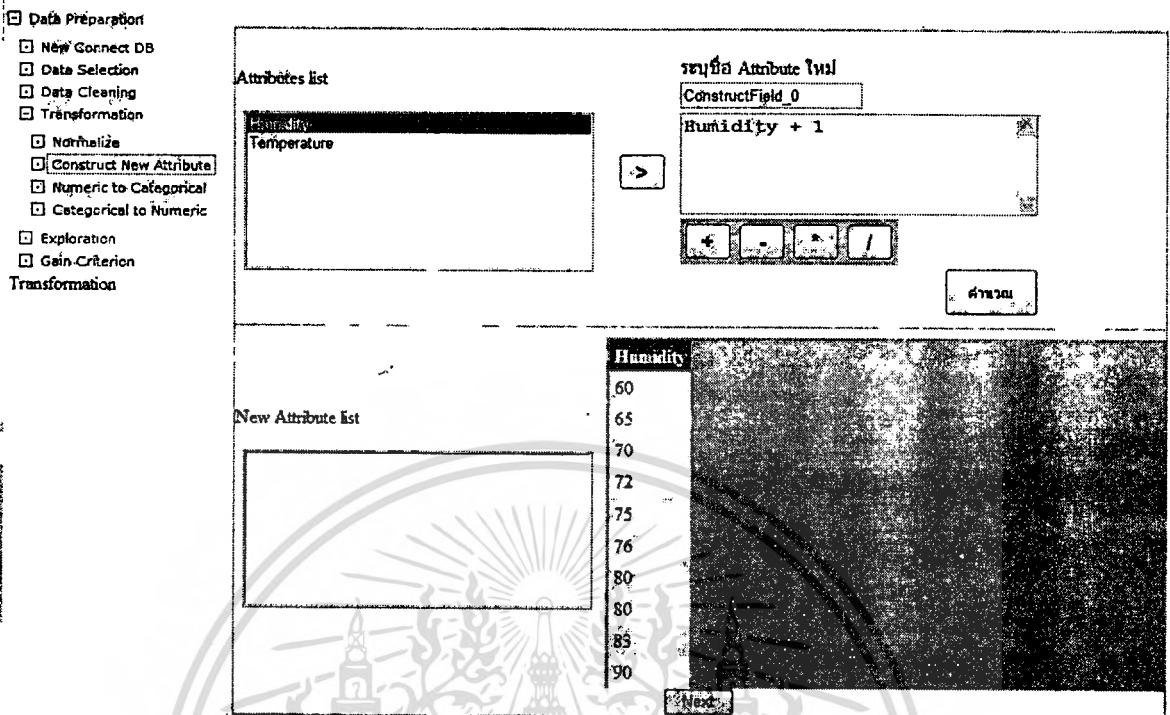 Data Preparation
New Connect DB
Data Selection
Data Cleaning
Transformation
Normalize
Construct New Attribute
Numeric to Categorical
Categorical to Numeric
Exploration
Gain Criterion
Transformation
Attributes list
Humidity
Temperature
>
ระบุชื่อ Attribute ใหม่
ConstructField_0
Humidity + 1
+ - * /
คำนวณ
New Attribute list
Humidity
60
65
70
72
75
76
80
80
83
90
Next